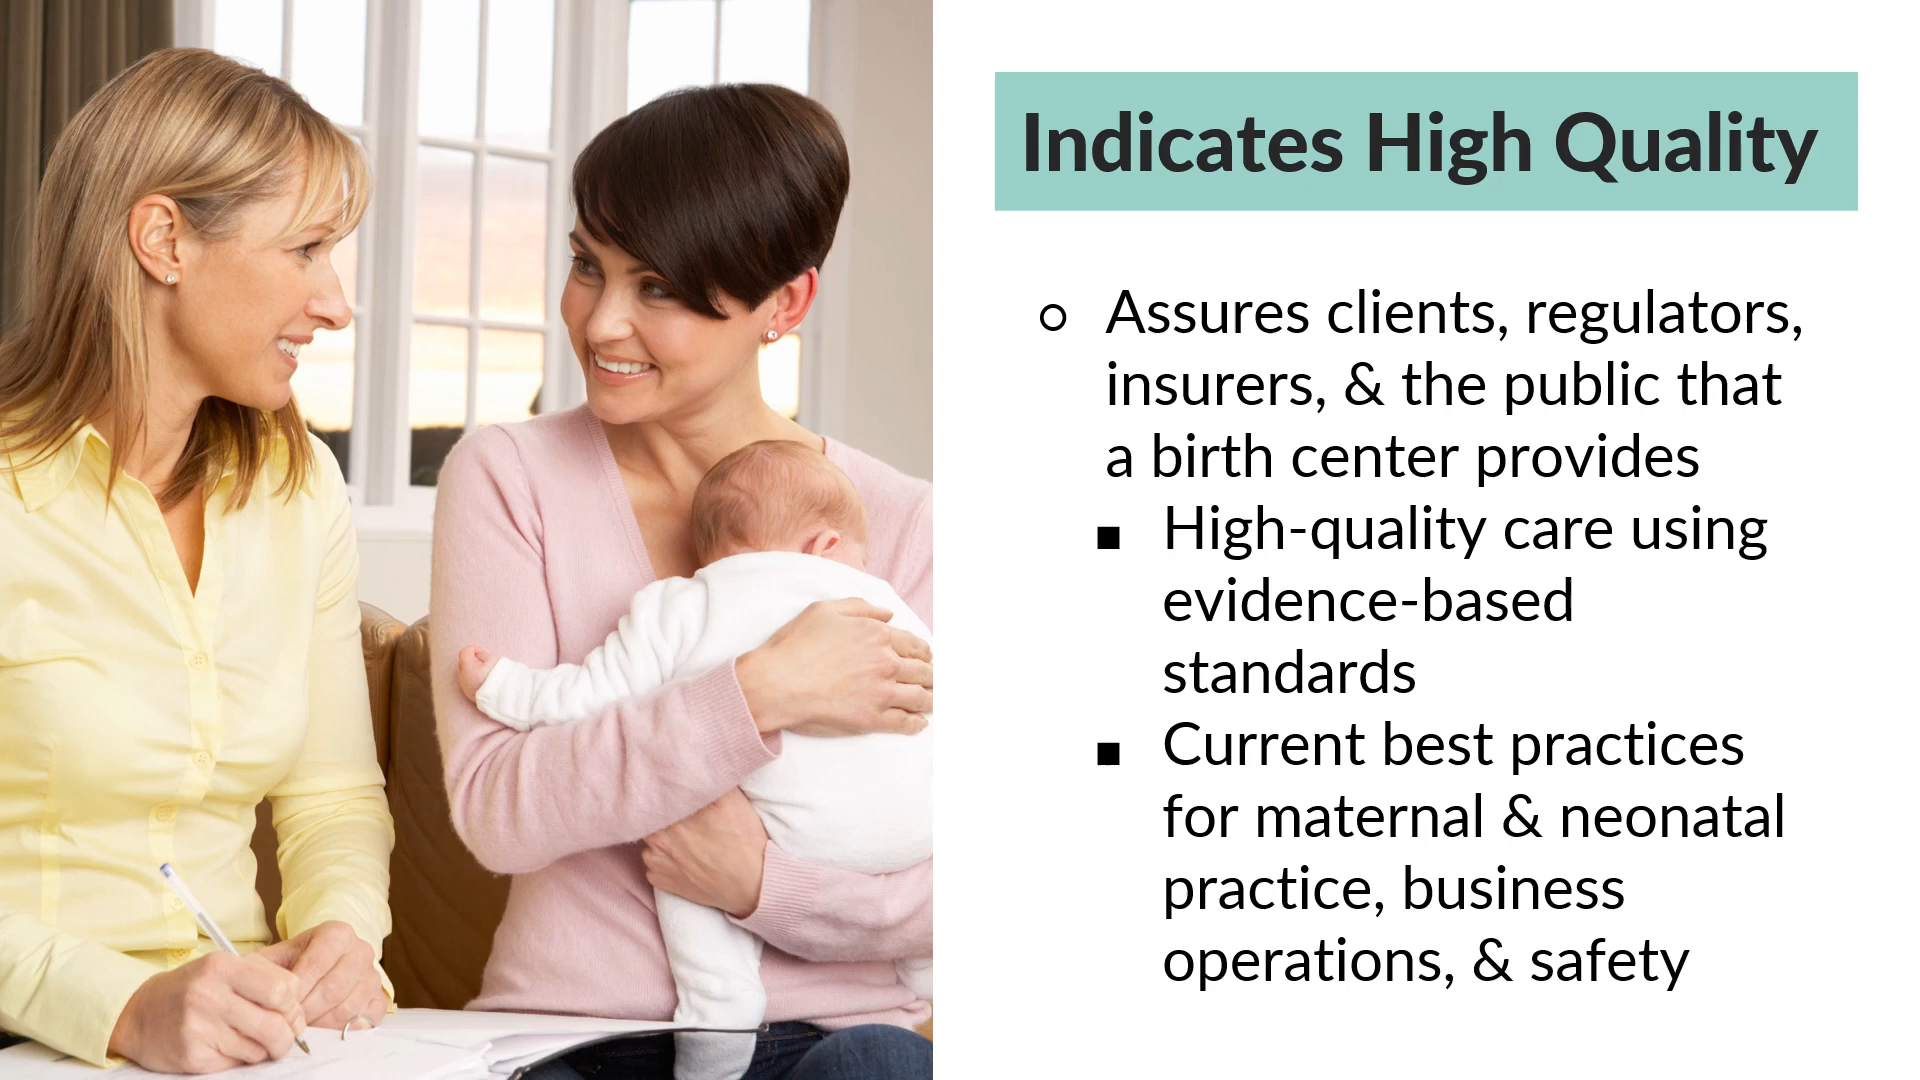 Indicates High Quality
○ Assures clients, regulators,
insurers, & the public that
a birth center provides
■ High-quality care using
evidence-based
standards
■ Current best practices
for maternal & neonatal
practice, business
operations, & safety